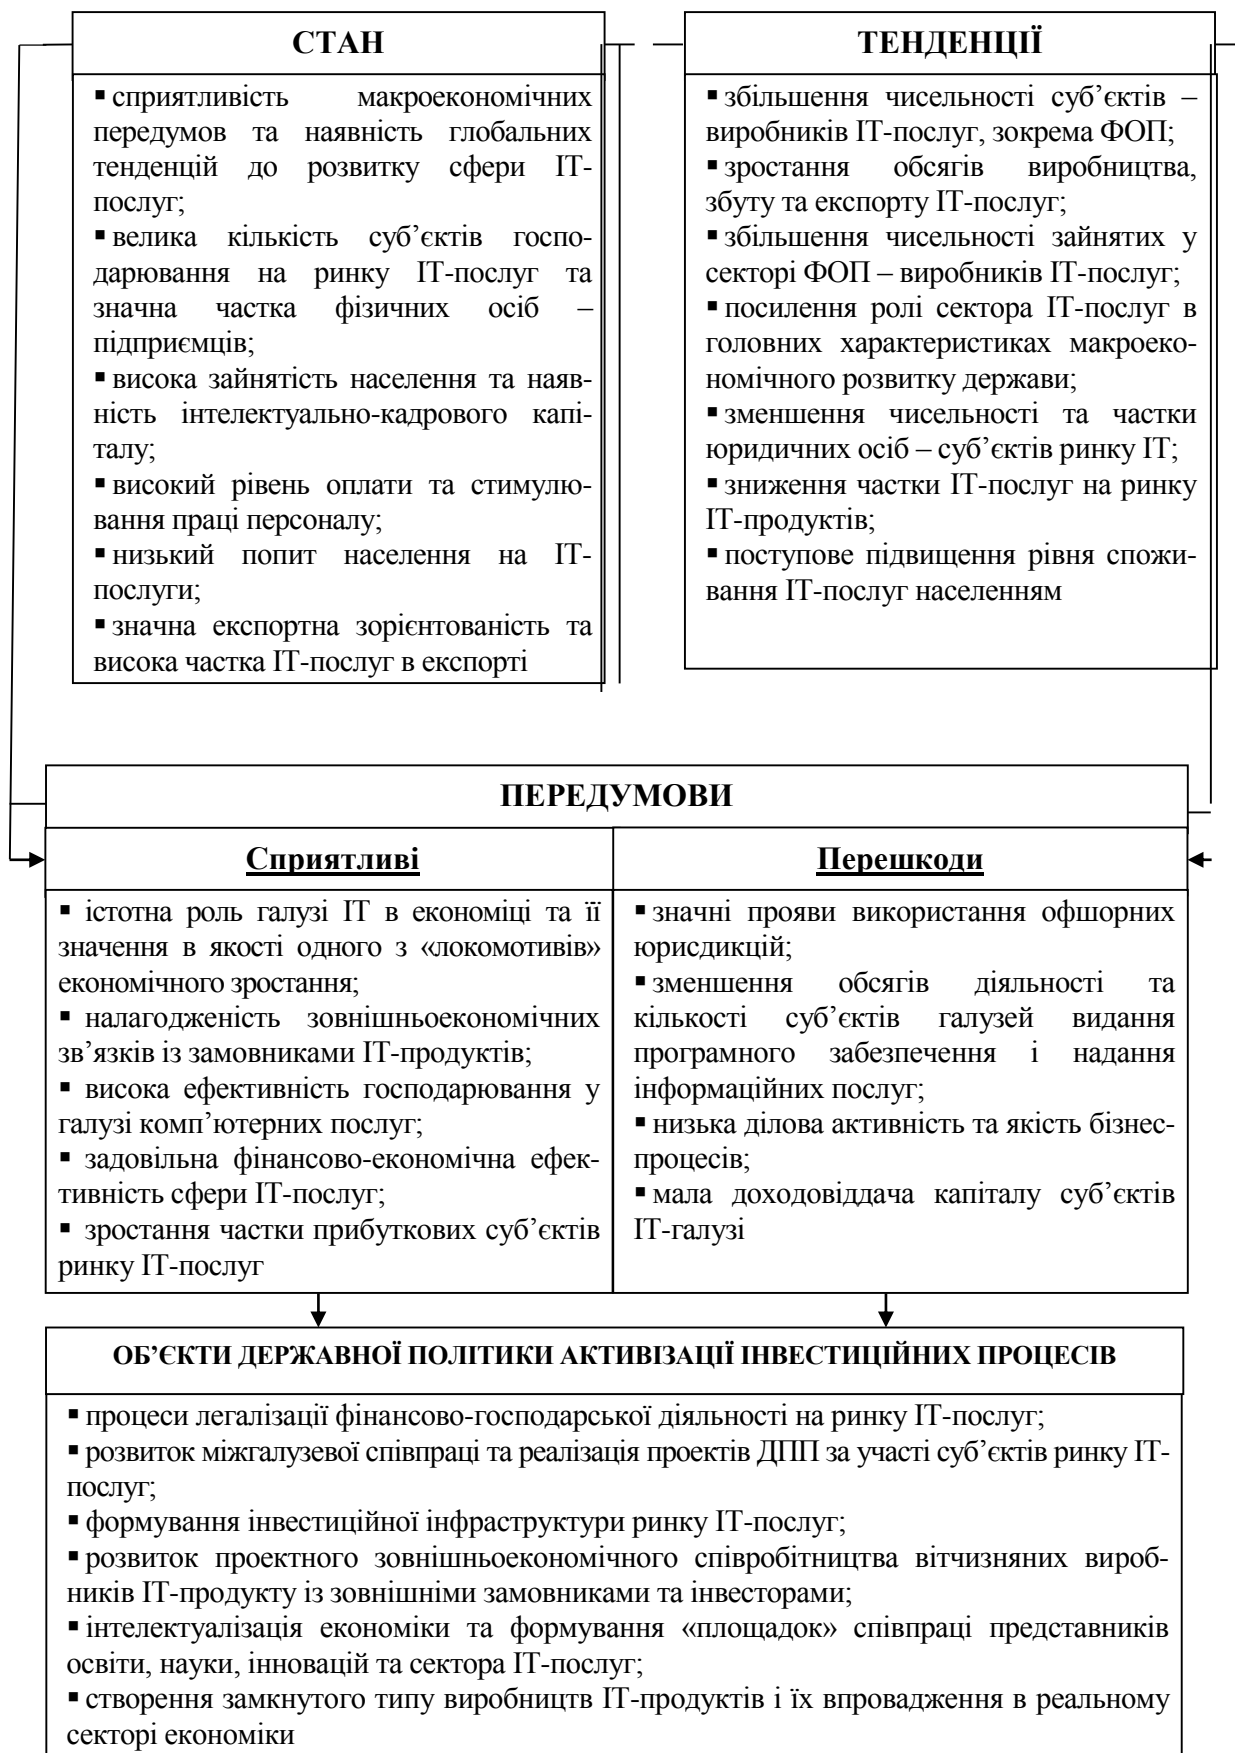 СТАН
▪ сприятливість макроекономічних
передумов та наявність глобальних
тенденцій до розвитку сфери ІТ-
послуг;
▪ велика кількість суб’єктів госпо-
дарювання на ринку ІТ-послуг та
значна частка фізичних осіб –
підприємців;
▪ висока зайнятість населення та наяв-
ність інтелектуально-кадрового капі-
талу;
▪ високий рівень оплати та стимулю-
вання праці персоналу;
▪ низький попит населення на ІТ-
послуги;
▪ значна експортна зорієнтованість та
висока частка ІТ-послуг в експорті
ТЕНДЕНЦІЇ
▪ збільшення чисельності суб’єктів –
виробників ІТ-послуг, зокрема ФОП;
▪ зростання обсягів виробництва,
збуту та експорту ІТ-послуг;
▪ збільшення чисельності зайнятих у
секторі ФОП – виробників ІТ-послуг;
▪ посилення ролі сектора ІТ-послуг в
головних характеристиках макроеко-
номічного розвитку держави;
▪ зменшення чисельності та частки
юридичних осіб – суб’єктів ринку ІТ;
▪ зниження частки ІТ-послуг на ринку
ІТ-продуктів;
▪ поступове підвищення рівня спожи-
вання ІТ-послуг населенням
ПЕРЕДУМОВИ
Сприятливі
▪ істотна роль галузі ІТ в економіці та її
значення в якості одного з «локомотивів»
економічного зростання;
▪ налагодженість зовнішньоекономічних
зв’язків із замовниками ІТ-продуктів;
▪ висока ефективність господарювання у
галузі комп’ютерних послуг;
▪ задовільна фінансово-економічна ефек-
тивність сфери ІТ-послуг;
▪ зростання частки прибуткових суб’єктів
ринку ІТ-послуг
Перешкоди
▪ значні прояви використання офшорних
юрисдикцій;
▪ зменшення обсягів діяльності та
кількості суб’єктів галузей видання
програмного забезпечення і надання
інформаційних послуг;
▪ низька ділова активність та якість бізнес-
процесів;
▪ мала доходовіддача капіталу суб’єктів
ІТ-галузі
ОБ’ЄКТИ ДЕРЖАВНОЇ ПОЛІТИКИ АКТИВІЗАЦІЇ ІНВЕСТИЦІЙНИХ ПРОЦЕСІВ
▪ процеси легалізації фінансово-господарської діяльності на ринку ІТ-послуг;
▪ розвиток міжгалузевої співпраці та реалізація проектів ДПП за участі суб’єктів ринку ІТ-
послуг;
▪ формування інвестиційної інфраструктури ринку ІТ-послуг;
▪ розвиток проектного зовнішньоекономічного співробітництва вітчизняних вироб-
ників ІТ-продукту із зовнішніми замовниками та інвесторами;
▪ інтелектуалізація економіки та формування «площадок» співпраці представників
освіти, науки, інновацій та сектора ІТ-послуг;
▪ створення замкнутого типу виробництв ІТ-продуктів і їх впровадження в реальному
секторі економіки